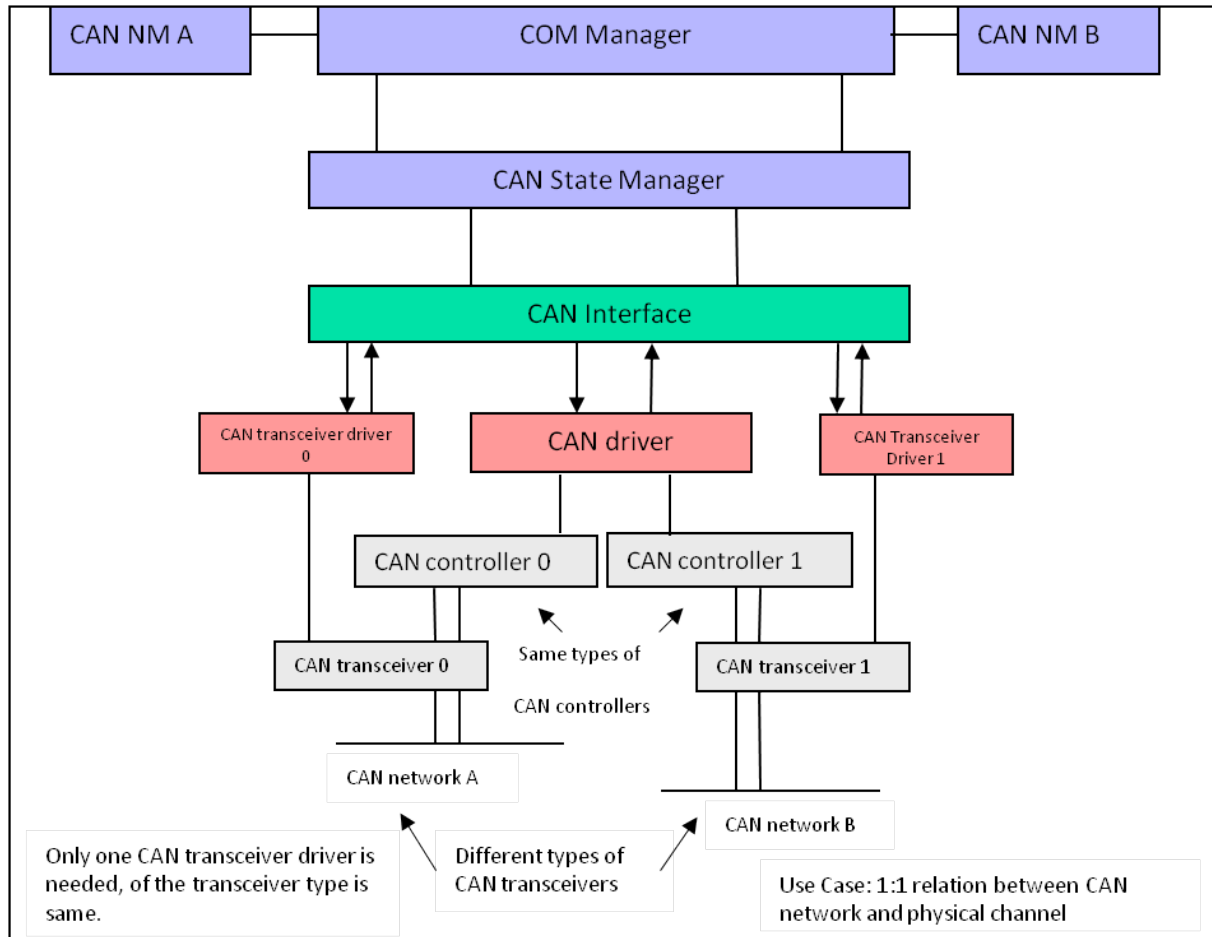 CAN NM A
COM Manager
CAN NM B
CAN State Manager
CAN Interface
CAN transceiver driver
0
CAN driver
CAN Transceiver
Driver 1
CAN controller 0
CAN controller 1
CAN transceiver 0
Same types of
CAN controllers
CAN transceiver 1
CAN network A
CAN network B
Only one CAN transceiver driver is
needed, of the transceiver type is
same.
Different types of
CAN transceivers
Use Case: 1:1 relation between CAN
network and physical channel